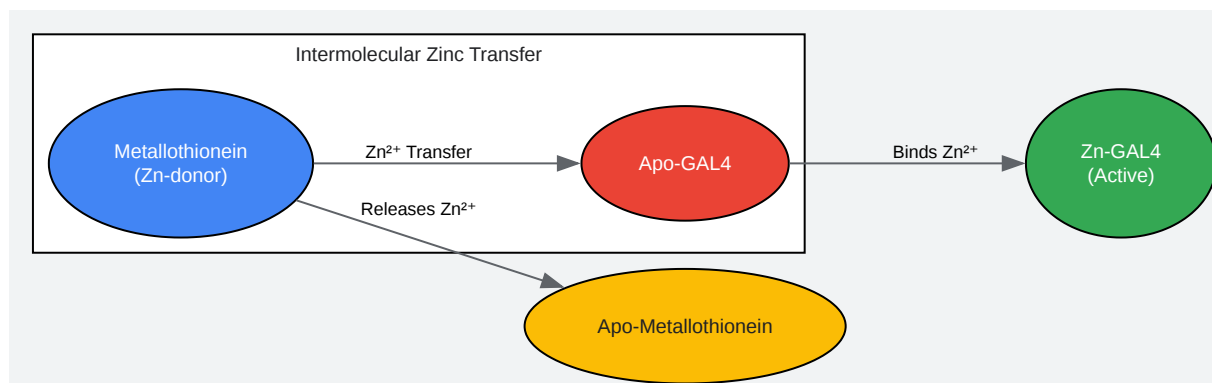 Intermolecular Zinc Transfer
Metallothionein
(Zn-donor)
Zn²⁺ Transfer
Apo-GAL4
Binds Zn²⁺
Zn-GAL4
(Active)
Releases Zn²⁺
Apo-Metallothionein